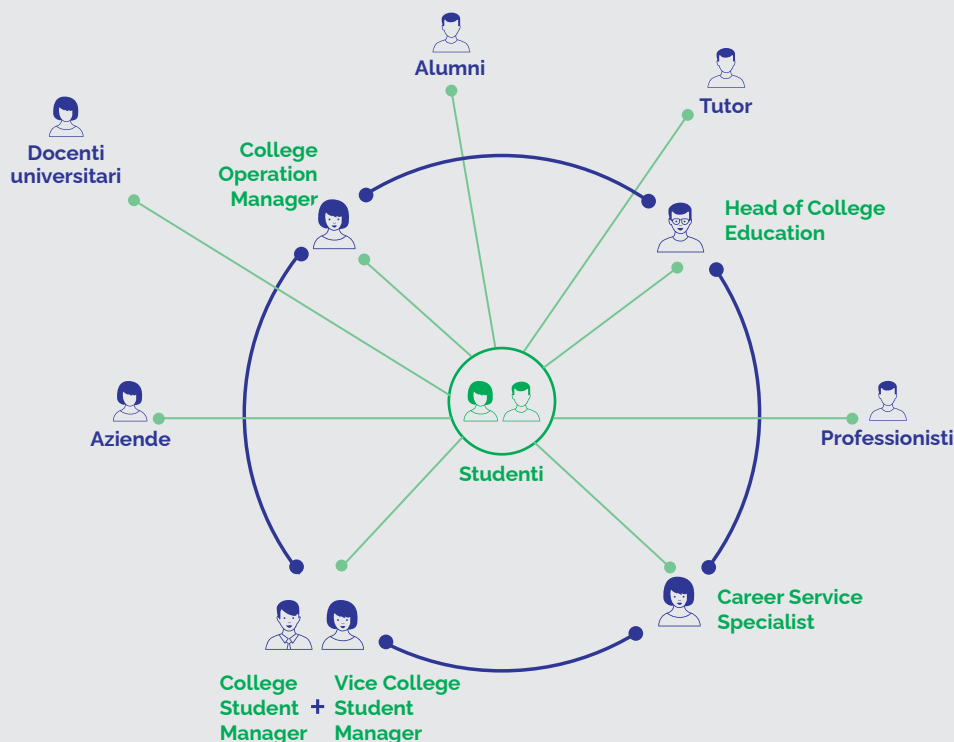 Alumni
Tutor
Docenti
universitari
College
Operation
Manager
Head of College
Education
Aziende
Professionisti
Studenti
Career Service
Specialist
College
Student
Manager
+
Vice College
Student
Manager